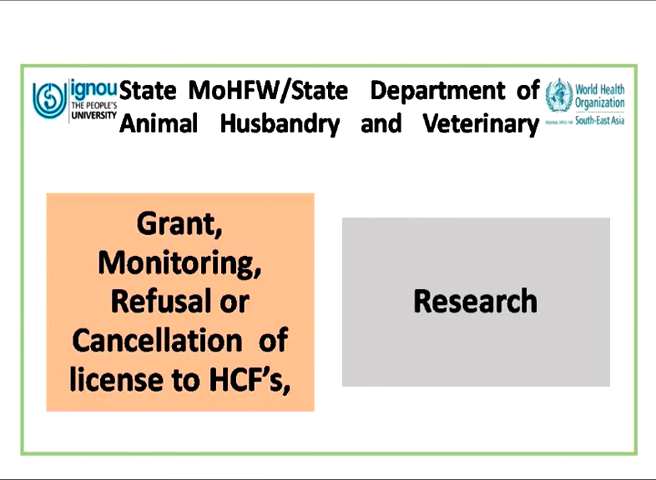 ignou
THE PEOPLE'S
UNIVERSITY
State MoHFW/State Department of
Animal Husbandry and Veterinary
World Health
Organization
South-East Asia
Grant,
Monitoring,
Refusal or
Cancellation of
license to HCF's,
Research